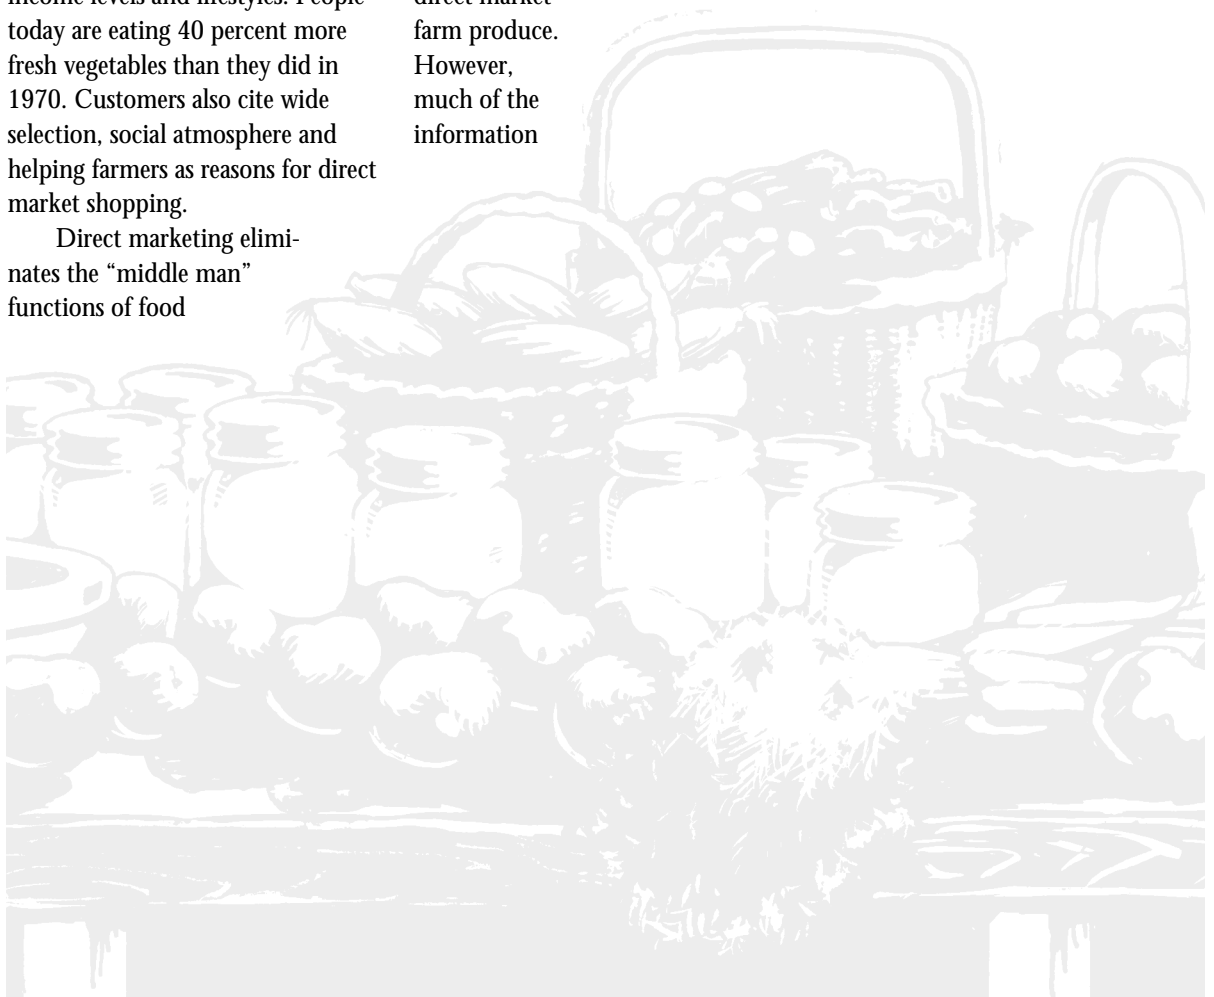 income levels and lifestyles. People
today are eating 40 percent more
fresh vegetables than they did in
1970. Customers also cite wide
selection, social atmosphere and
helping farmers as reasons for direct
market shopping.
Direct marketing elimi-
nates the “middle man”
functions of food
direct market
farm produce.
However,
much of the
information